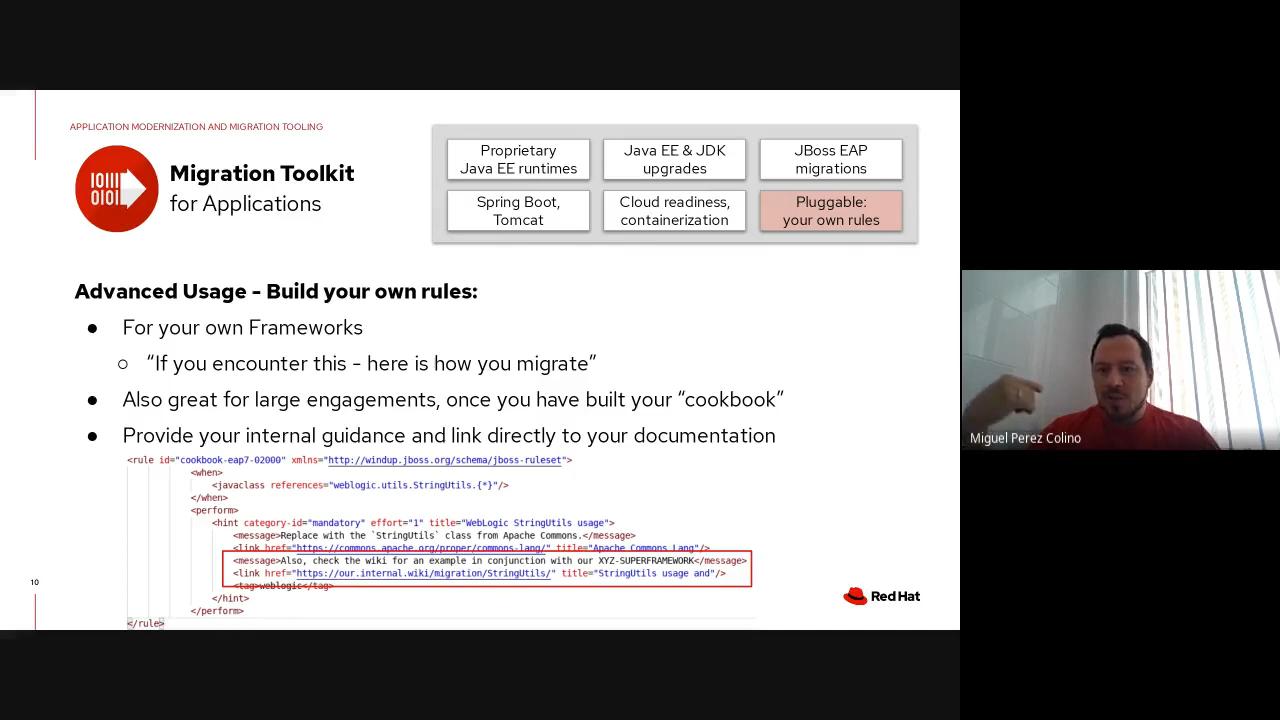 APPLICATION MODERNIZATION AND MIGRATION TOOLING
IOIII
OIOI
Migration Toolkit
for Applications
Proprietary
Java EE runtimes
Java EE & JDK
upgrades
JBoss EAP
migrations
Spring Boot,
Tomcat
Cloud readiness,
containerization
Pluggable:
your own rules
Advanced Usage - Build your own rules:
● For your own Frameworks
○ “If you encounter this - here is how you migrate”
● Also great for large engagements, once you have built your “cookbook”
● Provide your internal guidance and link directly to your documentation
<rule id="cookbook-eap7-02000" xmlns="http://windup.jboss.org/schema/jboss-ruleset">
<when>
<javaclass references="weblogic.utils.StringUtils.{*}"/>
</when>
<perform>
<hint category-id="mandatory" effort="1" title="WebLogic StringUtils usage">
<message>Replace with the `StringUtils` class from Apache Commons.</message>
<link href="https://commons.apache.org/proper/commons-lang/" title="Apache Commons Lang"/>
<message>Also, check the wiki for an example in conjunction with our XYZ-SUPERFRAMEWORK</message>
<link href="https://our.internal.wiki/migration/StringUtils/" title="StringUtils usage and"/>
<tag>weblogic</tag>
</hint>
</perform>
</rule>
10
Red Hat
Miguel Perez Colino